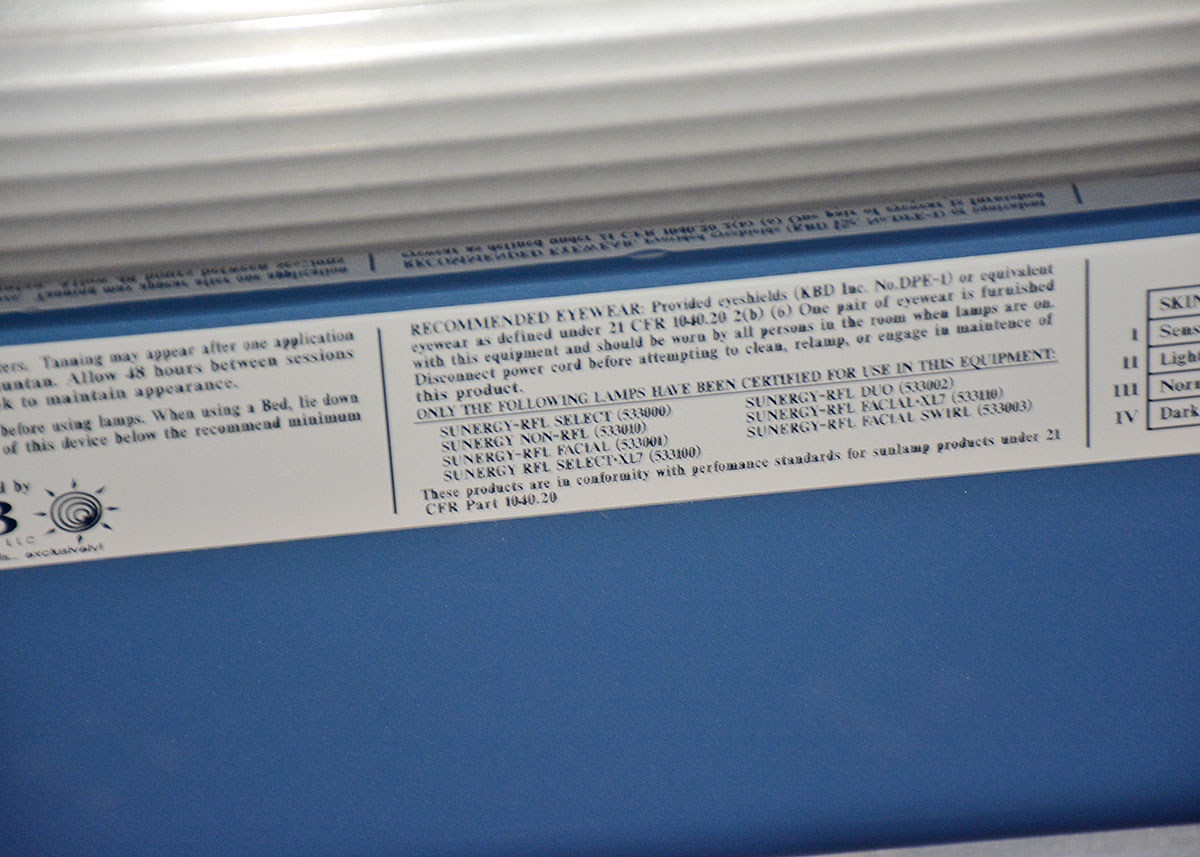 ers. Tanning may appear after one application
untan. Allow 48 hours between sessions
k to maintain appearance.
before using lamps. When using a Bed, lie down
of this device below the recommend minimum
d by
B
LLC
exclusively!
RECOMMENDED EYEWEAR: Provided eyeshields (KBD Inc. No.DPE-1) or equivalent
eyewear as defined under 21 CFR 1040.20 2(b) (6) One pair of eyewear is furnished
with this equipment and should be worn by all persons in the room when lamps are on.
Disconnect power cord before attempting to clean, relamp, or engage in maintence of
this product.
ONLY THE FOLLOWING LAMPS HAVE BEEN CERTIFIED FOR USE IN THIS EQUIPMENT:
SUNERGY-RFL SELECT (533000)
SUNERGY NON-RFL (533010)
SUNERGY-RFL FACIAL (533001)
SUNERGY RFL SELECT-XL7 (533100)
SUNERGY-RFL DUO (533002)
SUNERGY-RFL FACIAL-XL7 (533110)
SUNERGY-RFL FACIAL SWIRL (533003)
These products are in conformity with perfomance standards for sunlamp products under 21
CFR Part 1040.20
SKIN
I Sens
II Ligh
III Nor
IV Dark